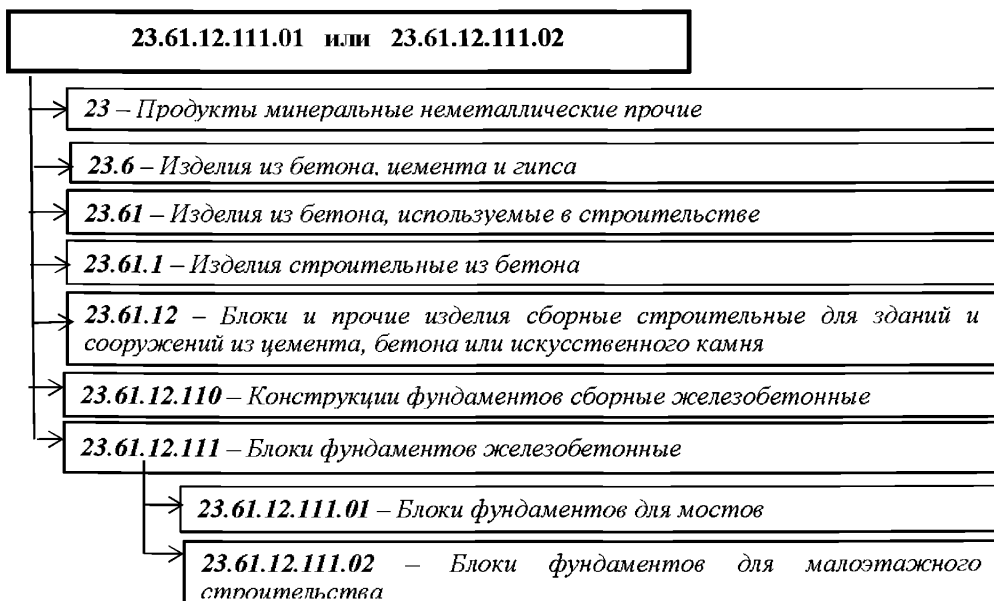 23.61.12.111.01 или 23.61.12.111.02
23 – Продукты минеральные неметаллические прочие
23.6 – Изделия из бетона, цемента и гипса
23.61 – Изделия из бетона, используемые в строительстве
23.61.1 – Изделия строительные из бетона
23.61.12 – Блоки и прочие изделия сборные строительные для зданий и
сооружений из цемента, бетона или искусственного камня
23.61.12.110 – Конструкции фундаментов сборные железобетонные
23.61.12.111 – Блоки фундаментов железобетонные
23.61.12.111.01 – Блоки фундаментов для мостов
23.61.12.111.02 – Блоки фундаментов для малоэтажного
строительства